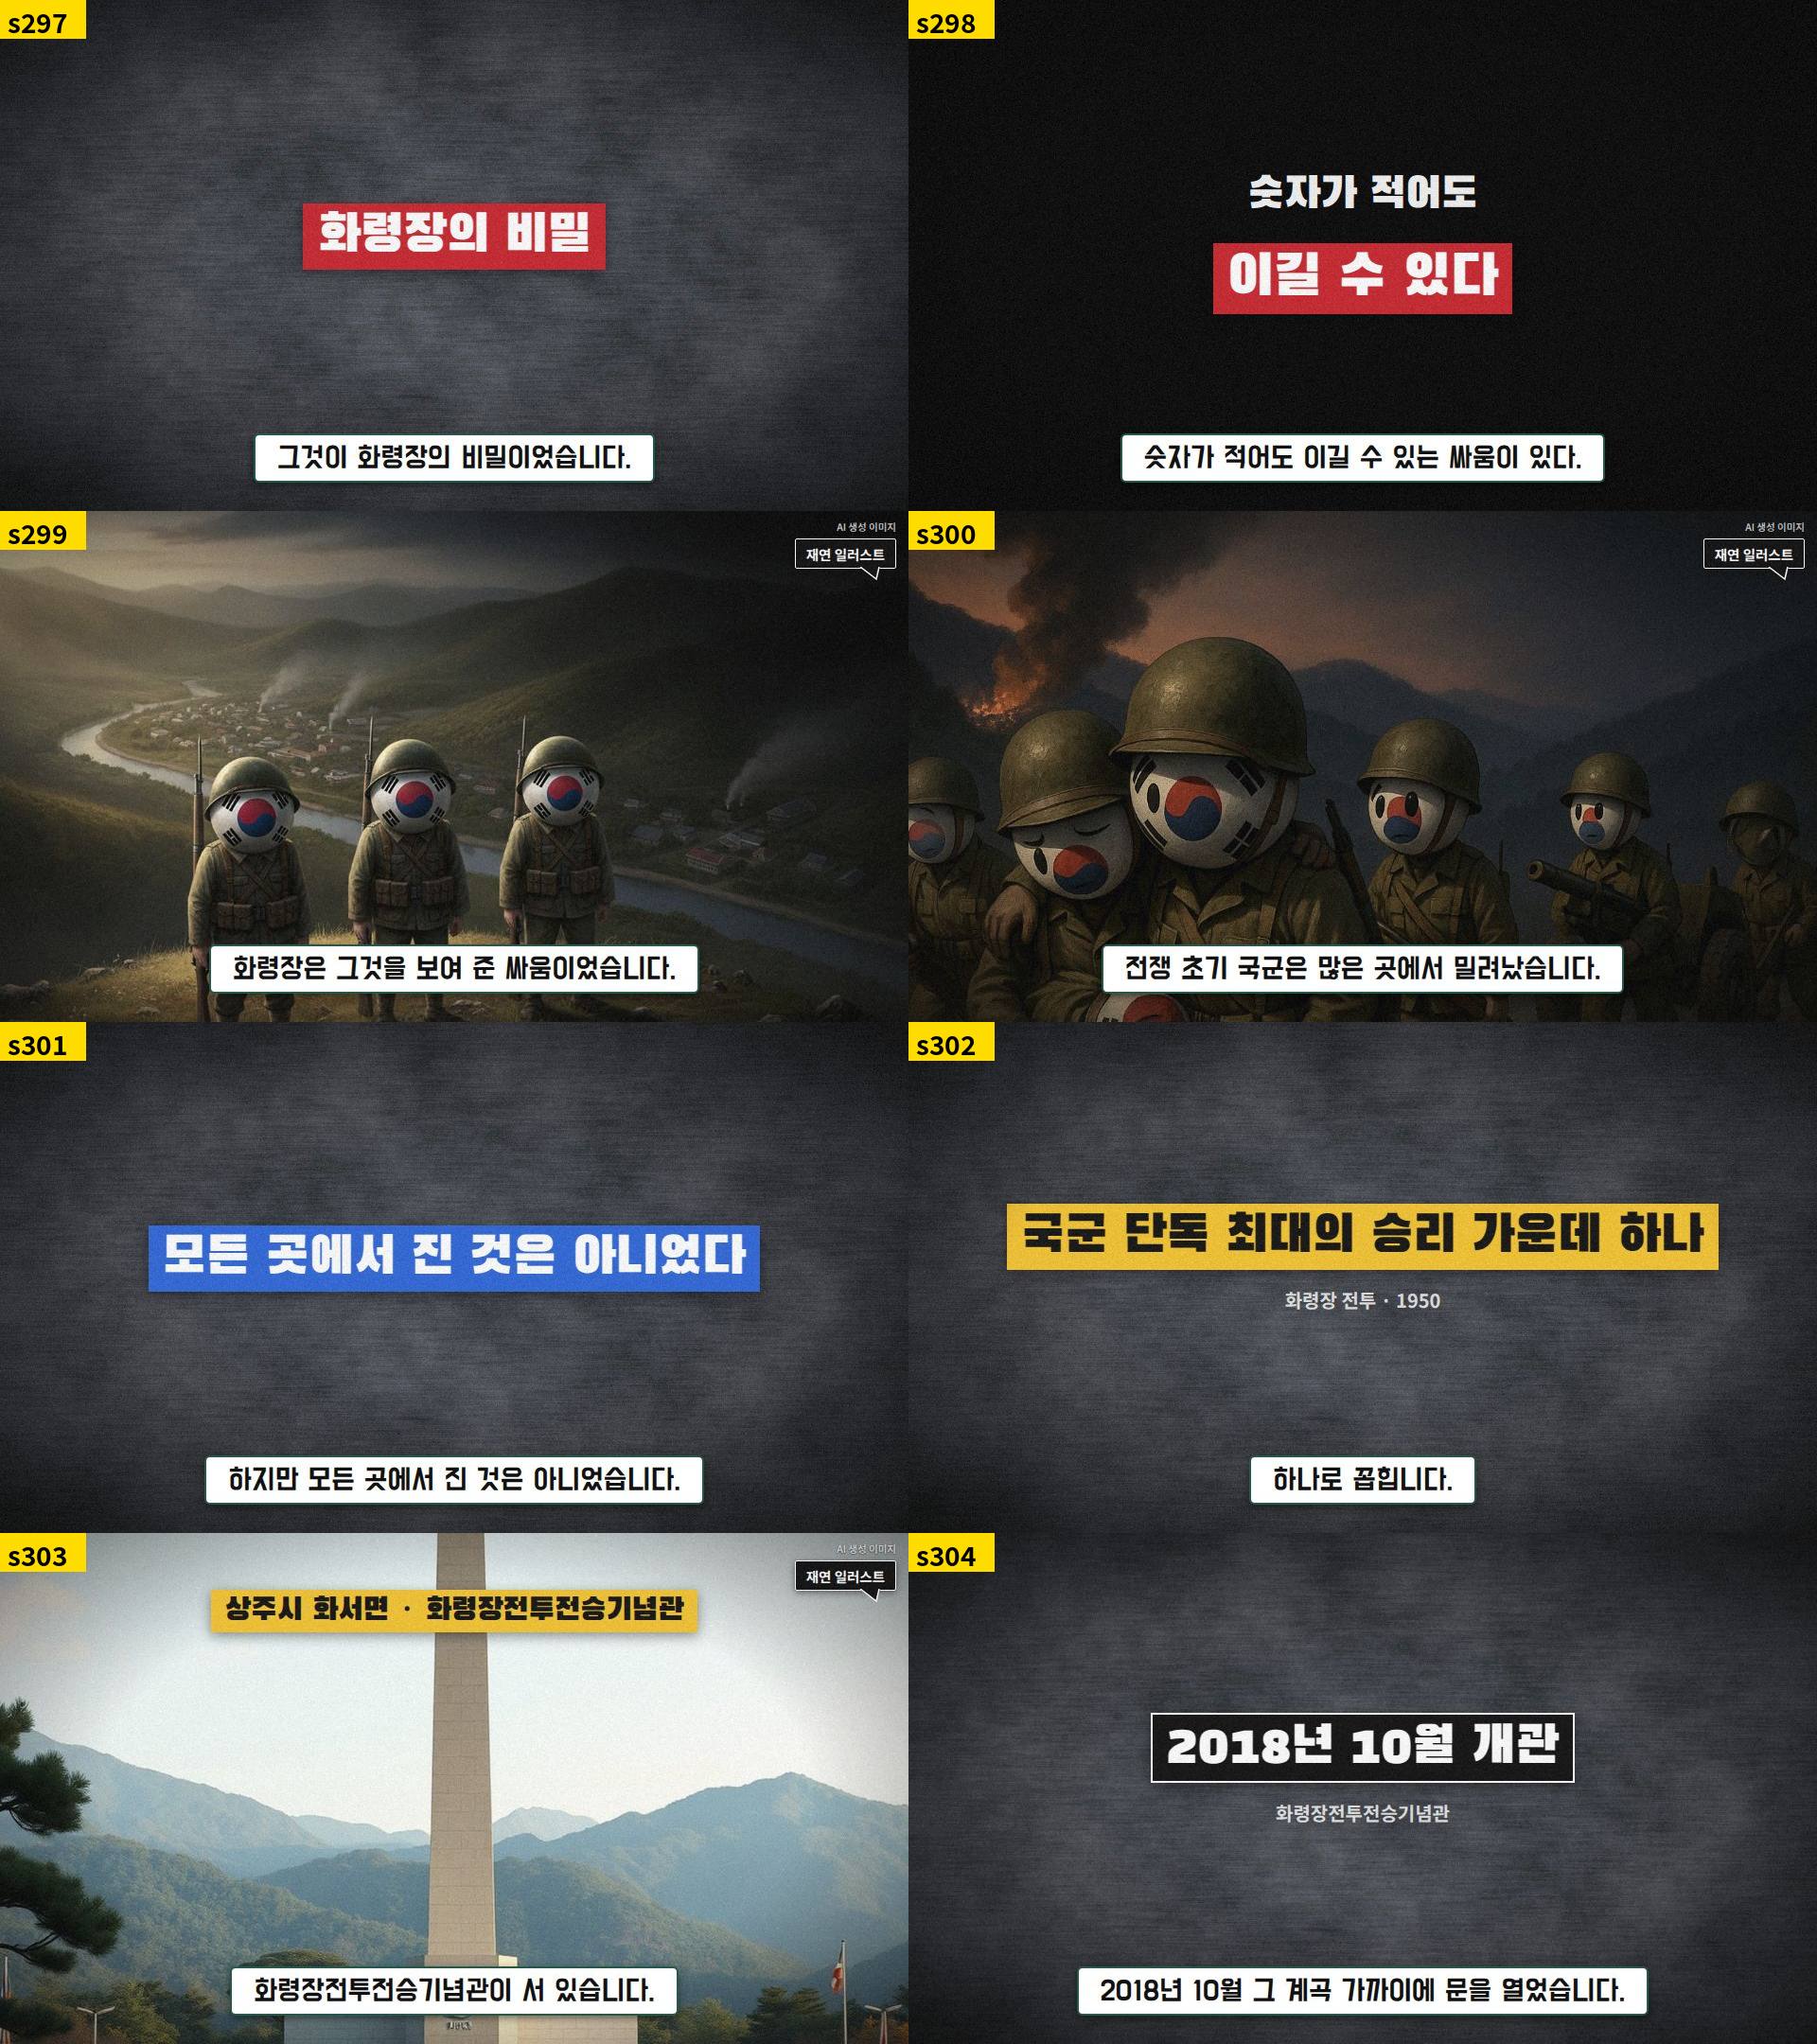 s297
화령장의 비밀
그것이 화령장의 비밀이었습니다.
s298
숫자가 적어도
이길 수 있다
숫자가 적어도 이길 수 있는 싸움이 있다.
s299
AI 생성 이미지
재연 일러스트
화령장은 그것을 보여 준 싸움이었습니다.
s300
AI 생성 이미지
재연 일러스트
전쟁 초기 국군은 많은 곳에서 밀려났습니다.
s301
모든 곳에서 진 것은 아니었다
하지만 모든 곳에서 진 것은 아니었습니다.
s302
국군 단독 최대의 승리 가운데 하나
화령장 전투 · 1950
하나로 꼽힙니다.
s303
AI 생성 이미지
재연 일러스트
상주시 화서면 · 화령장전투전승기념관
화령장전투전승기념관이 서 있습니다.
s304
2018년 10월 개관
화령장전투전승기념관
2018년 10월 그 계곡 가까이에 문을 열었습니다.